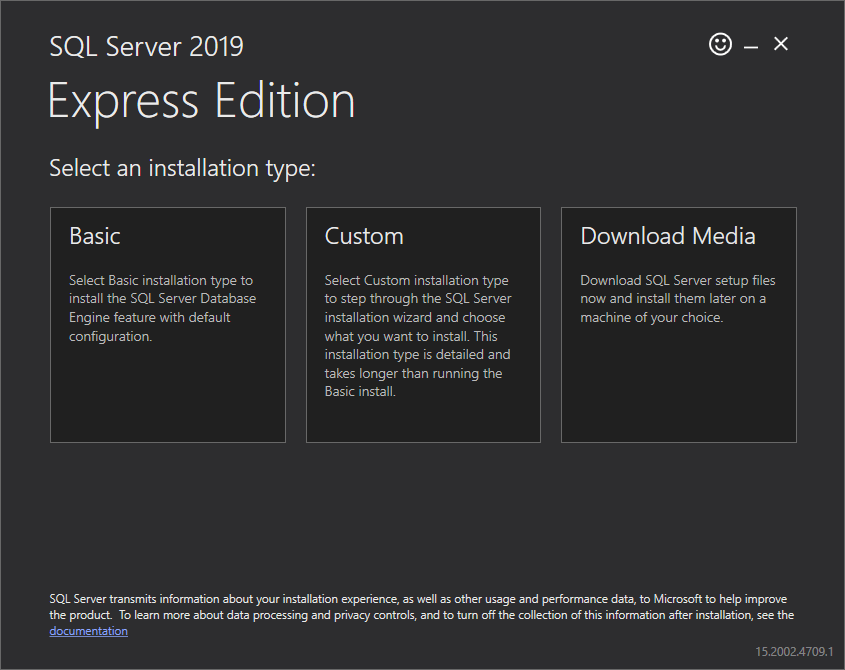 SQL Server 2019
Express Edition
Select an installation type:
Basic
Select Basic installation type to
install the SQL Server Database
Engine feature with default
configuration.
Custom
Select Custom installation type
to step through the SQL Server
installation wizard and choose
what you want to install. This
installation type is detailed and
takes longer than running the
Basic install.
Download Media
Download SQL Server setup files
now and install them later on a
machine of your choice.
SQL Server transmits information about your installation experience, as well as other usage and performance data, to Microsoft to help improve
the product.  To learn more about data processing and privacy controls, and to turn off the collection of this information after installation, see the
documentation
15.2002.4709.1